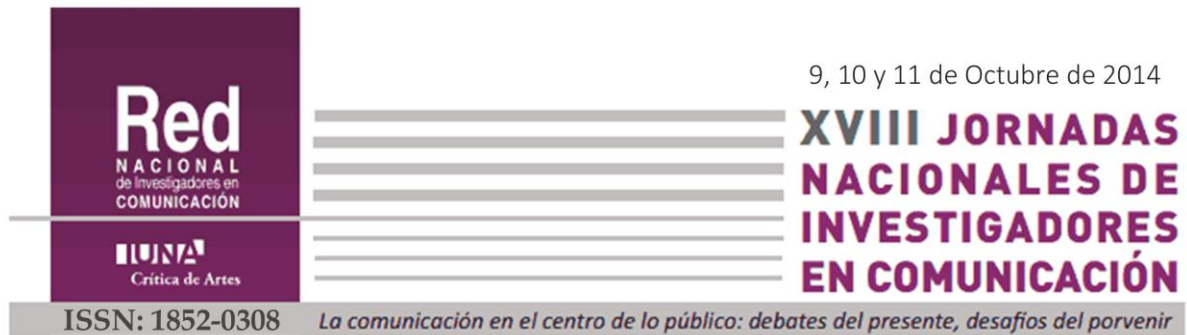 Red
NACIONAL
de Investigadores en
COMUNICACIÓN
IUNA
Crítica de Artes
9, 10 y 11 de Octubre de 2014
XVIII JORNADAS
NACIONALES DE
INVESTIGADORES
EN COMUNICACIÓN
ISSN: 1852-0308
La comunicación en el centro de lo público: debates del presente, desafíos del porvenir